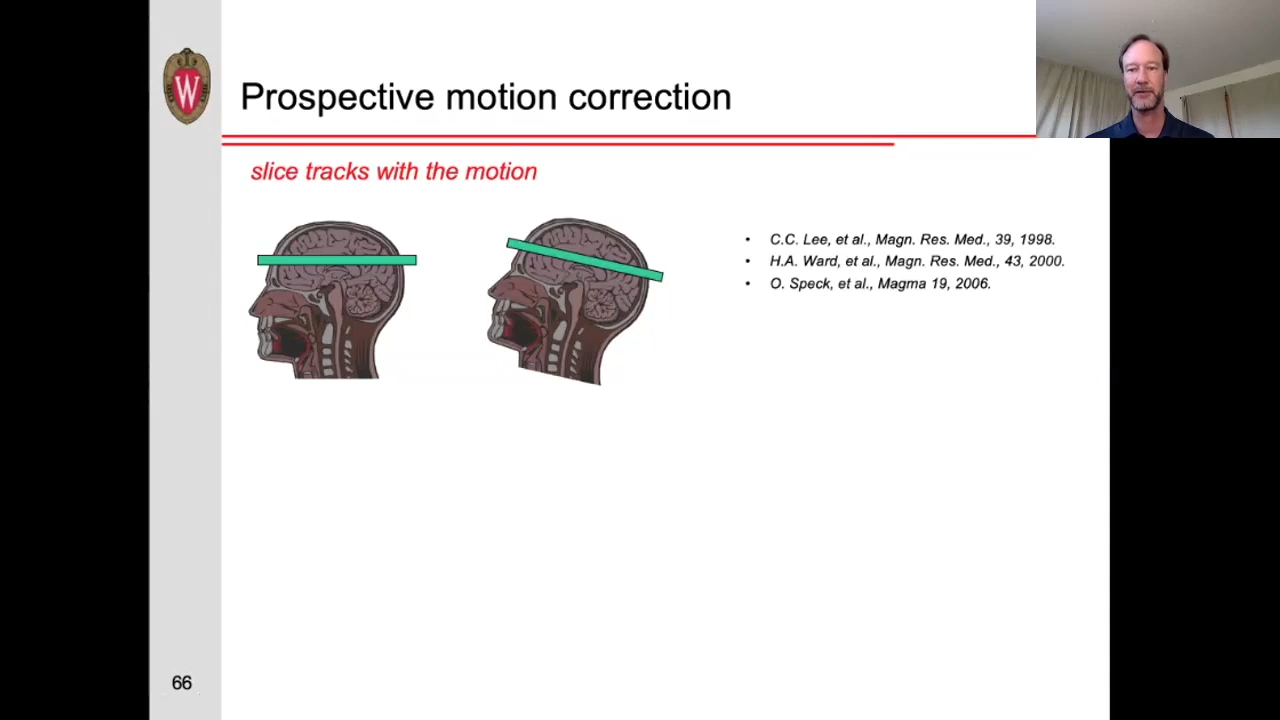 W
Prospective motion correction
slice tracks with the motion
• C.C. Lee, et al., Magn. Res. Med., 39, 1998.
• H.A. Ward, et al., Magn. Res. Med., 43, 2000.
• O. Speck, et al., Magma 19, 2006.
66